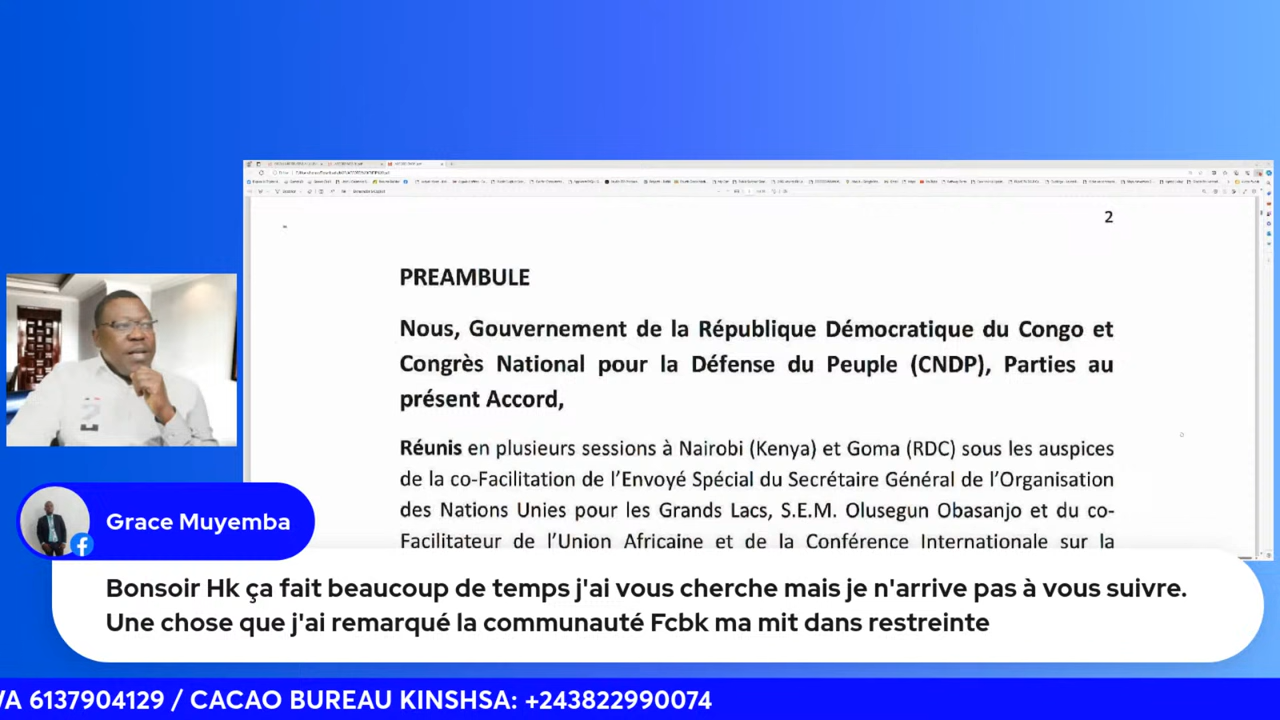 2
PREAMBULE
Nous, Gouvernement de la République Démocratique du Congo et
Congrès National pour la Défense du Peuple (CNDP), Parties au
présent Accord,
Réunis en plusieurs sessions à Nairobi (Kenya) et Goma (RDC) sous les auspices
de la co-Facilitation de l'Envoyé Spécial du Secrétaire Général de l'Organisation
des Nations Unies pour les Grands Lacs, S.E.M. Olusegun Obasanjo et du co-
Facilitateur de l'Union Africaine et de la Conférence Internationale sur la
Grace Muyemba
Bonsoir Hk ça fait beaucoup de temps j'ai vous cherche mais je n'arrive pas à vous suivre.
Une chose que j'ai remarqué la communauté Fcbk ma mit dans restreinte
VA 6137904129 / CACAO BUREAU KINSHSA: +243822990074